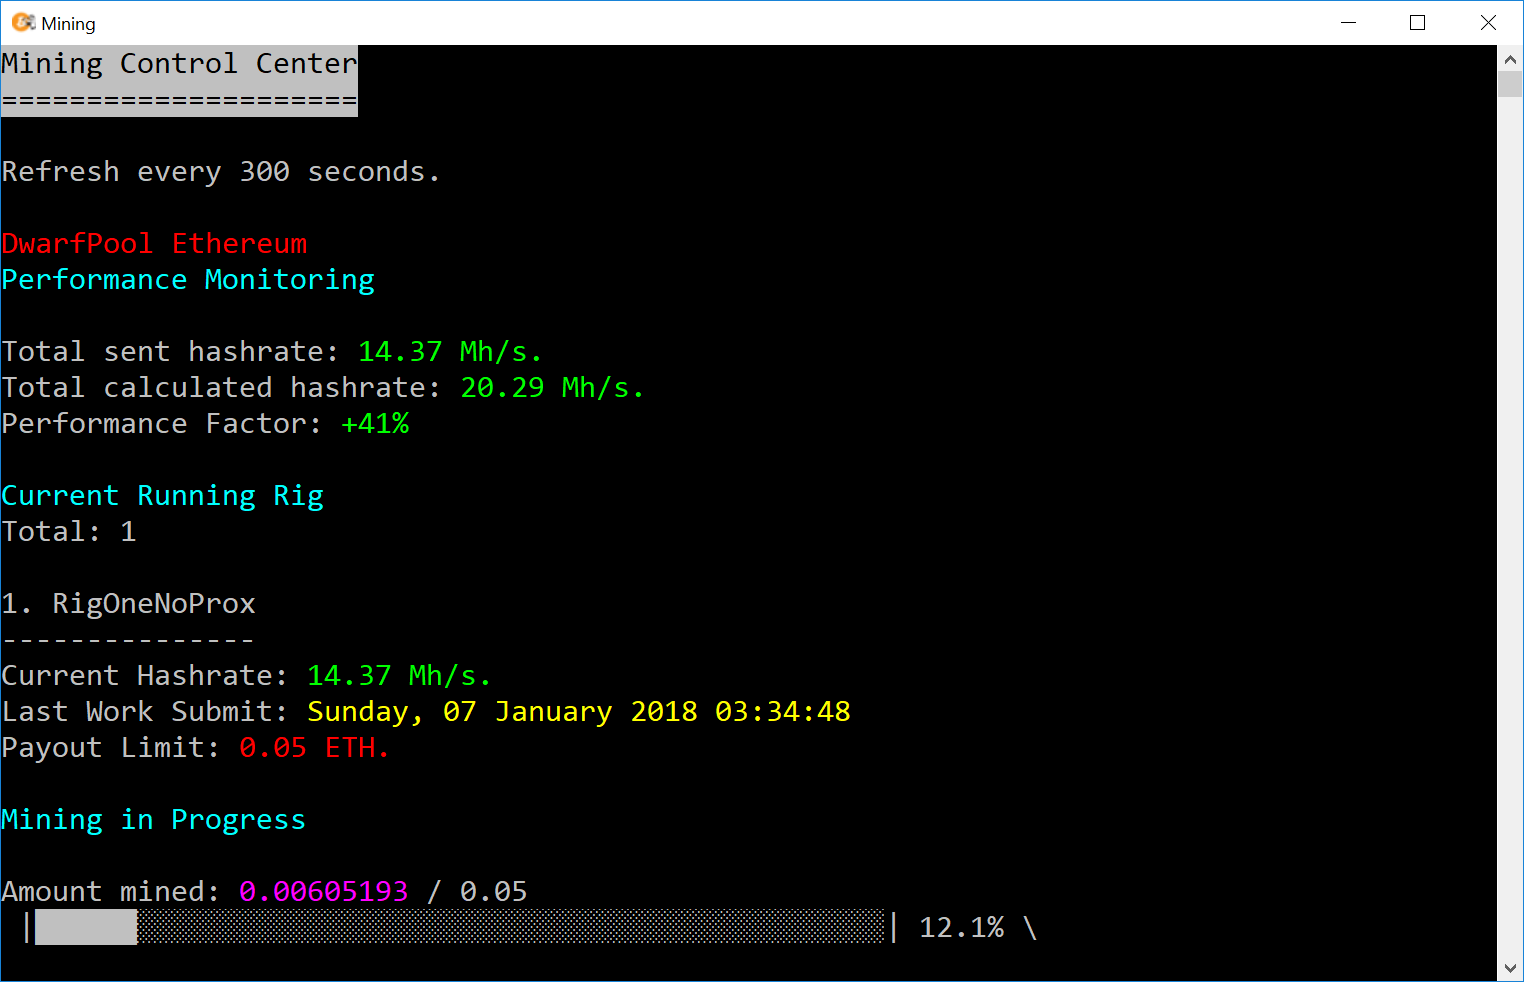 Mining
Mining Control Center
=====================
Refresh every 300 seconds.
DwarfPool Ethereum
Performance Monitoring
Total sent hashrate: 14.37 Mh/s.
Total calculated hashrate: 20.29 Mh/s.
Performance Factor: +41%
Current Running Rig
Total: 1
1. RigOneNoProx
---------------
Current Hashrate: 14.37 Mh/s.
Last Work Submit: Sunday, 07 January 2018 03:34:48
Payout Limit: 0.05 ETH.
Mining in Progress
Amount mined: 0.00605193 / 0.05
|██████░░░░░░░░░░░░░░░░░░░░░░░░░░░░░░░░░░░░░░░░░░░░| 12.1% \